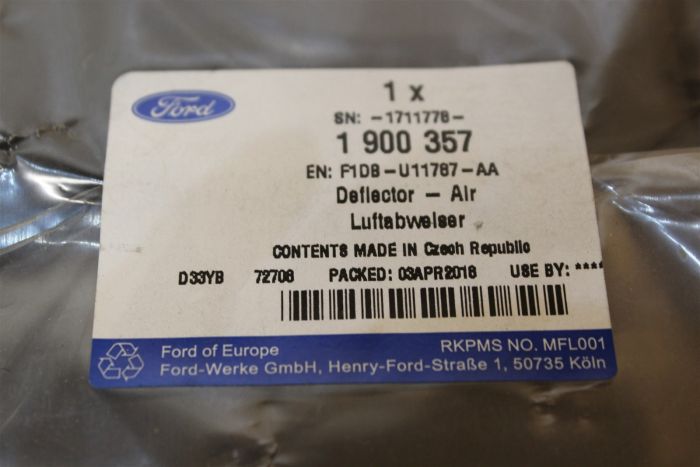 Ford
1 x
SN: -1711778-
1 900 357
EN: F1DB-U11787-AA
Deflector - Air
Luftabweiser
CONTENTS MADE IN Czech Republic
D33YB 72708 PACKED: 03APR2018 USE BY: ****
Ford of Europe
RKPMS NO. MFL001
Ford-Werke GmbH, Henry-Ford-Straße 1, 50735 Köln